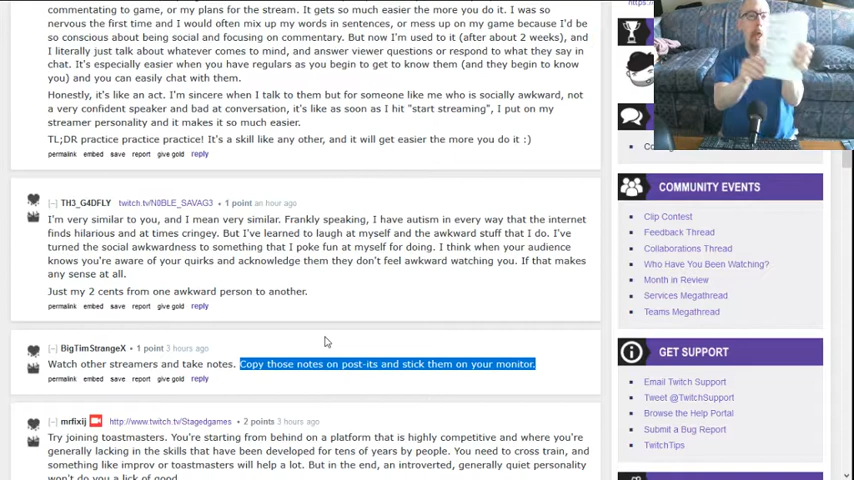 commentating to game, or my plans for the stream. It gets so much easier the more you do it. I was so
nervous the first time and I would often mix up my words in sentences, or mess up on my game because I'd be
so conscious about being social and focusing on commentary. But now I'm used to it (after about 2 weeks), and
I literally just talk about whatever comes to mind, and answer viewer questions or respond to what they say in
chat. It's especially easier when you have regulars as you begin to get to know them (and they begin to know
you) and you can easily chat with them.
Honestly, it's like an act. I'm sincere when I talk to them but for someone like me who is socially awkward, not
a very confident speaker and bad at conversation, it's like as soon as I hit "start streaming", I put on my
streamer personality and it makes it so much easier.
TL;DR practice practice practice! It's a skill like any other, and it will get easier the more you do it :)
permalink embed save report give gold reply
[–] TH3_G4DFLY twitch.tv/N0BLE_SAVAG3 • 1 point an hour ago
I'm very similar to you, and I mean very similar. Frankly speaking, I have autism in every way that the internet
finds hilarious and at times cringey. But I've learned to laugh at myself and the awkward stuff that I do. I've
turned the social awkwardness to something that I poke fun at myself for doing. I think when your audience
knows you're aware of your quirks and acknowledge them they don't feel awkward watching you. If that makes
any sense at all.
Just my 2 cents from one awkward person to another.
permalink embed save report give gold reply
[–] BigTimStrangeX • 1 point 3 hours ago
Watch other streamers and take notes. Copy those notes on post-its and stick them on your monitor.
permalink embed save report give gold reply
[–] mrfixij http://www.twitch.tv/Stagedgames • 2 points 3 hours ago
Try joining toastmasters. You're starting from behind on a platform that is highly competitive and where you're
generally lacking in the skills that have been developed for tens of years by people. You need to cross train, and
something like improv or toastmasters will help a lot. But in the end, an introverted, generally quiet personality
won't do you a lick of good.
COMMUNITY EVENTS
Clip Contest
Feedback Thread
Collaborations Thread
Who Have You Been Watching?
Month in Review
Services Megathread
Teams Megathread
GET SUPPORT
Email Twitch Support
Tweet @TwitchSupport
Browse the Help Portal
Submit a Bug Report
TwitchTips